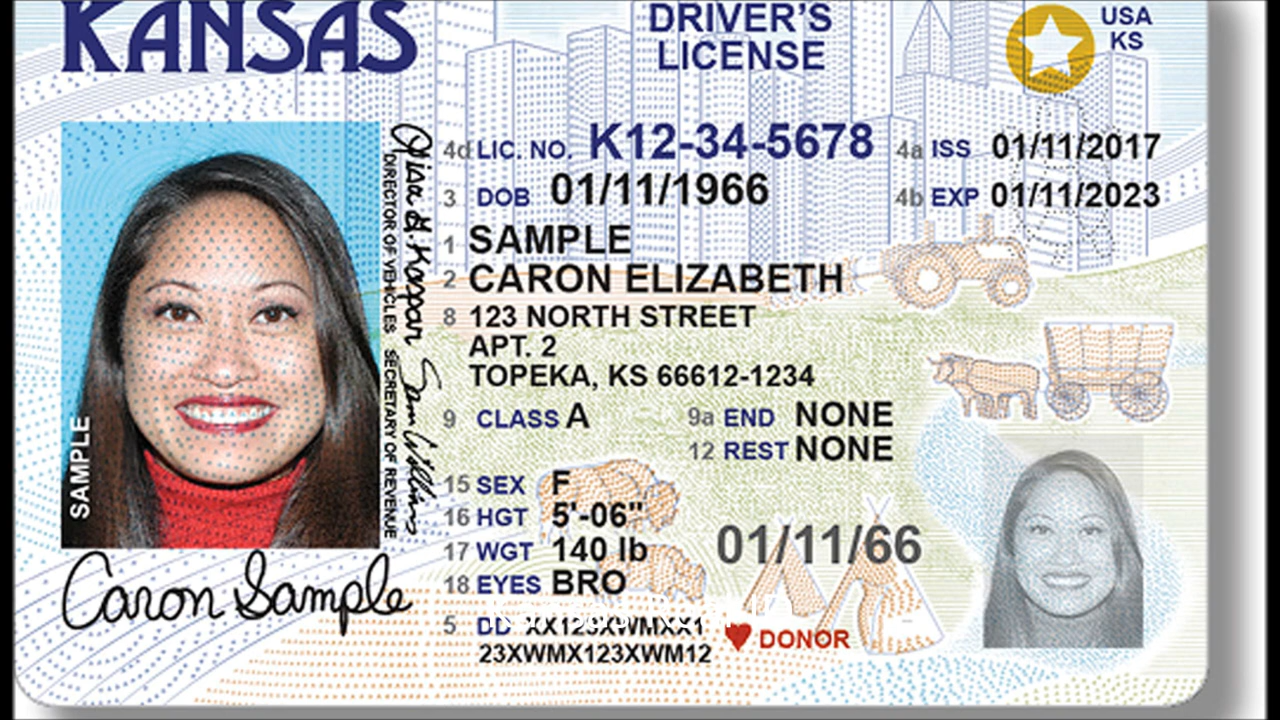 KANSAS
DRIVER'S
LICENSE
USA
KS
4d LIC. NO. K12-34-5678
4a ISS 01/11/2017
3 DOB 01/11/1966
4b EXP 01/11/2023
1 SAMPLE
2 CARON ELIZABETH
8 123 NORTH STREET
APT. 2
TOPEKA, KS 66612-1234
9 CLASS A
9a END NONE
12 REST NONE
15 SEX F
16 HGT 5'-06"
17 WGT 140 lb
18 EYES BRO
01/11/66
5 DD XX123XWMXX1
23XWMX123XWM12
DONOR
SAMPLE
DIRECTOR OF VEHICLES SECRETARY OF REVENUE
Caron Sample